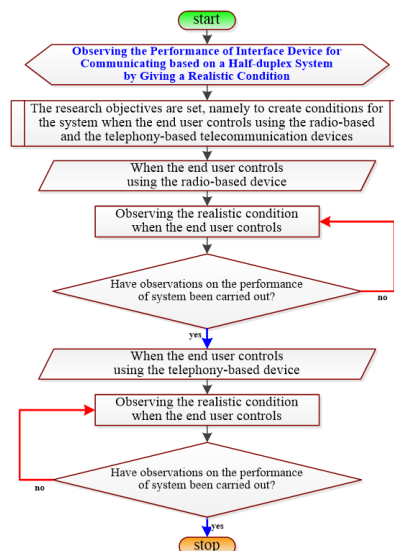 start
Observing the Performance of Interface Device for
Communicating based on a Half-duplex System
by Giving a Realistic Condition
The research objectives are set, namely to create conditions for
the system when the end user controls using the radio-based
and the telephony-based telecommunication devices
When the end user controls
using the radio-based device
Observing the realistic condition
when the end user controls
Have observations on the performance
of system been carried out?
no
yes
When the end user controls
using the telephony-based device
Observing the realistic condition
when the end user controls
Have observations on the performance
of system been carried out?
no
yes
stop